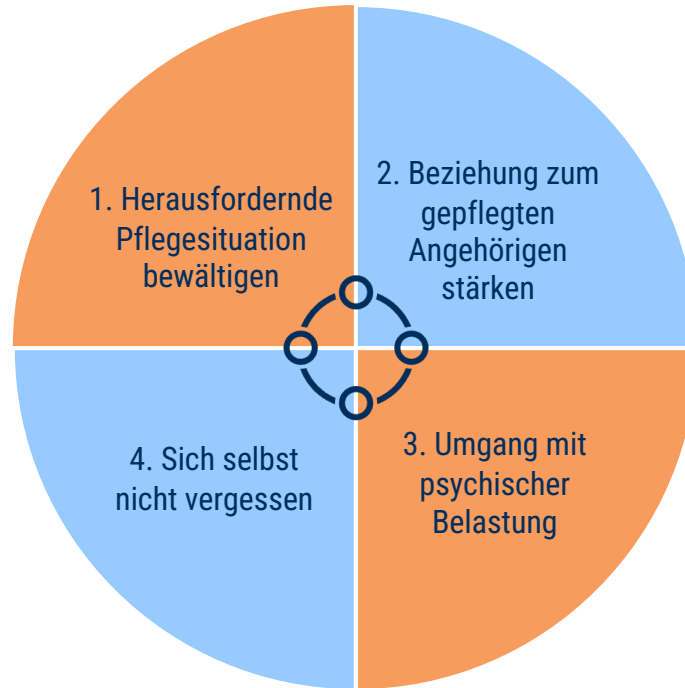 1. Herausfordernde
Pflegesituation
bewältigen
2. Beziehung zum
gepflegten
Angehörigen
stärken
3. Umgang mit
psychischer
Belastung
4. Sich selbst
nicht vergessen